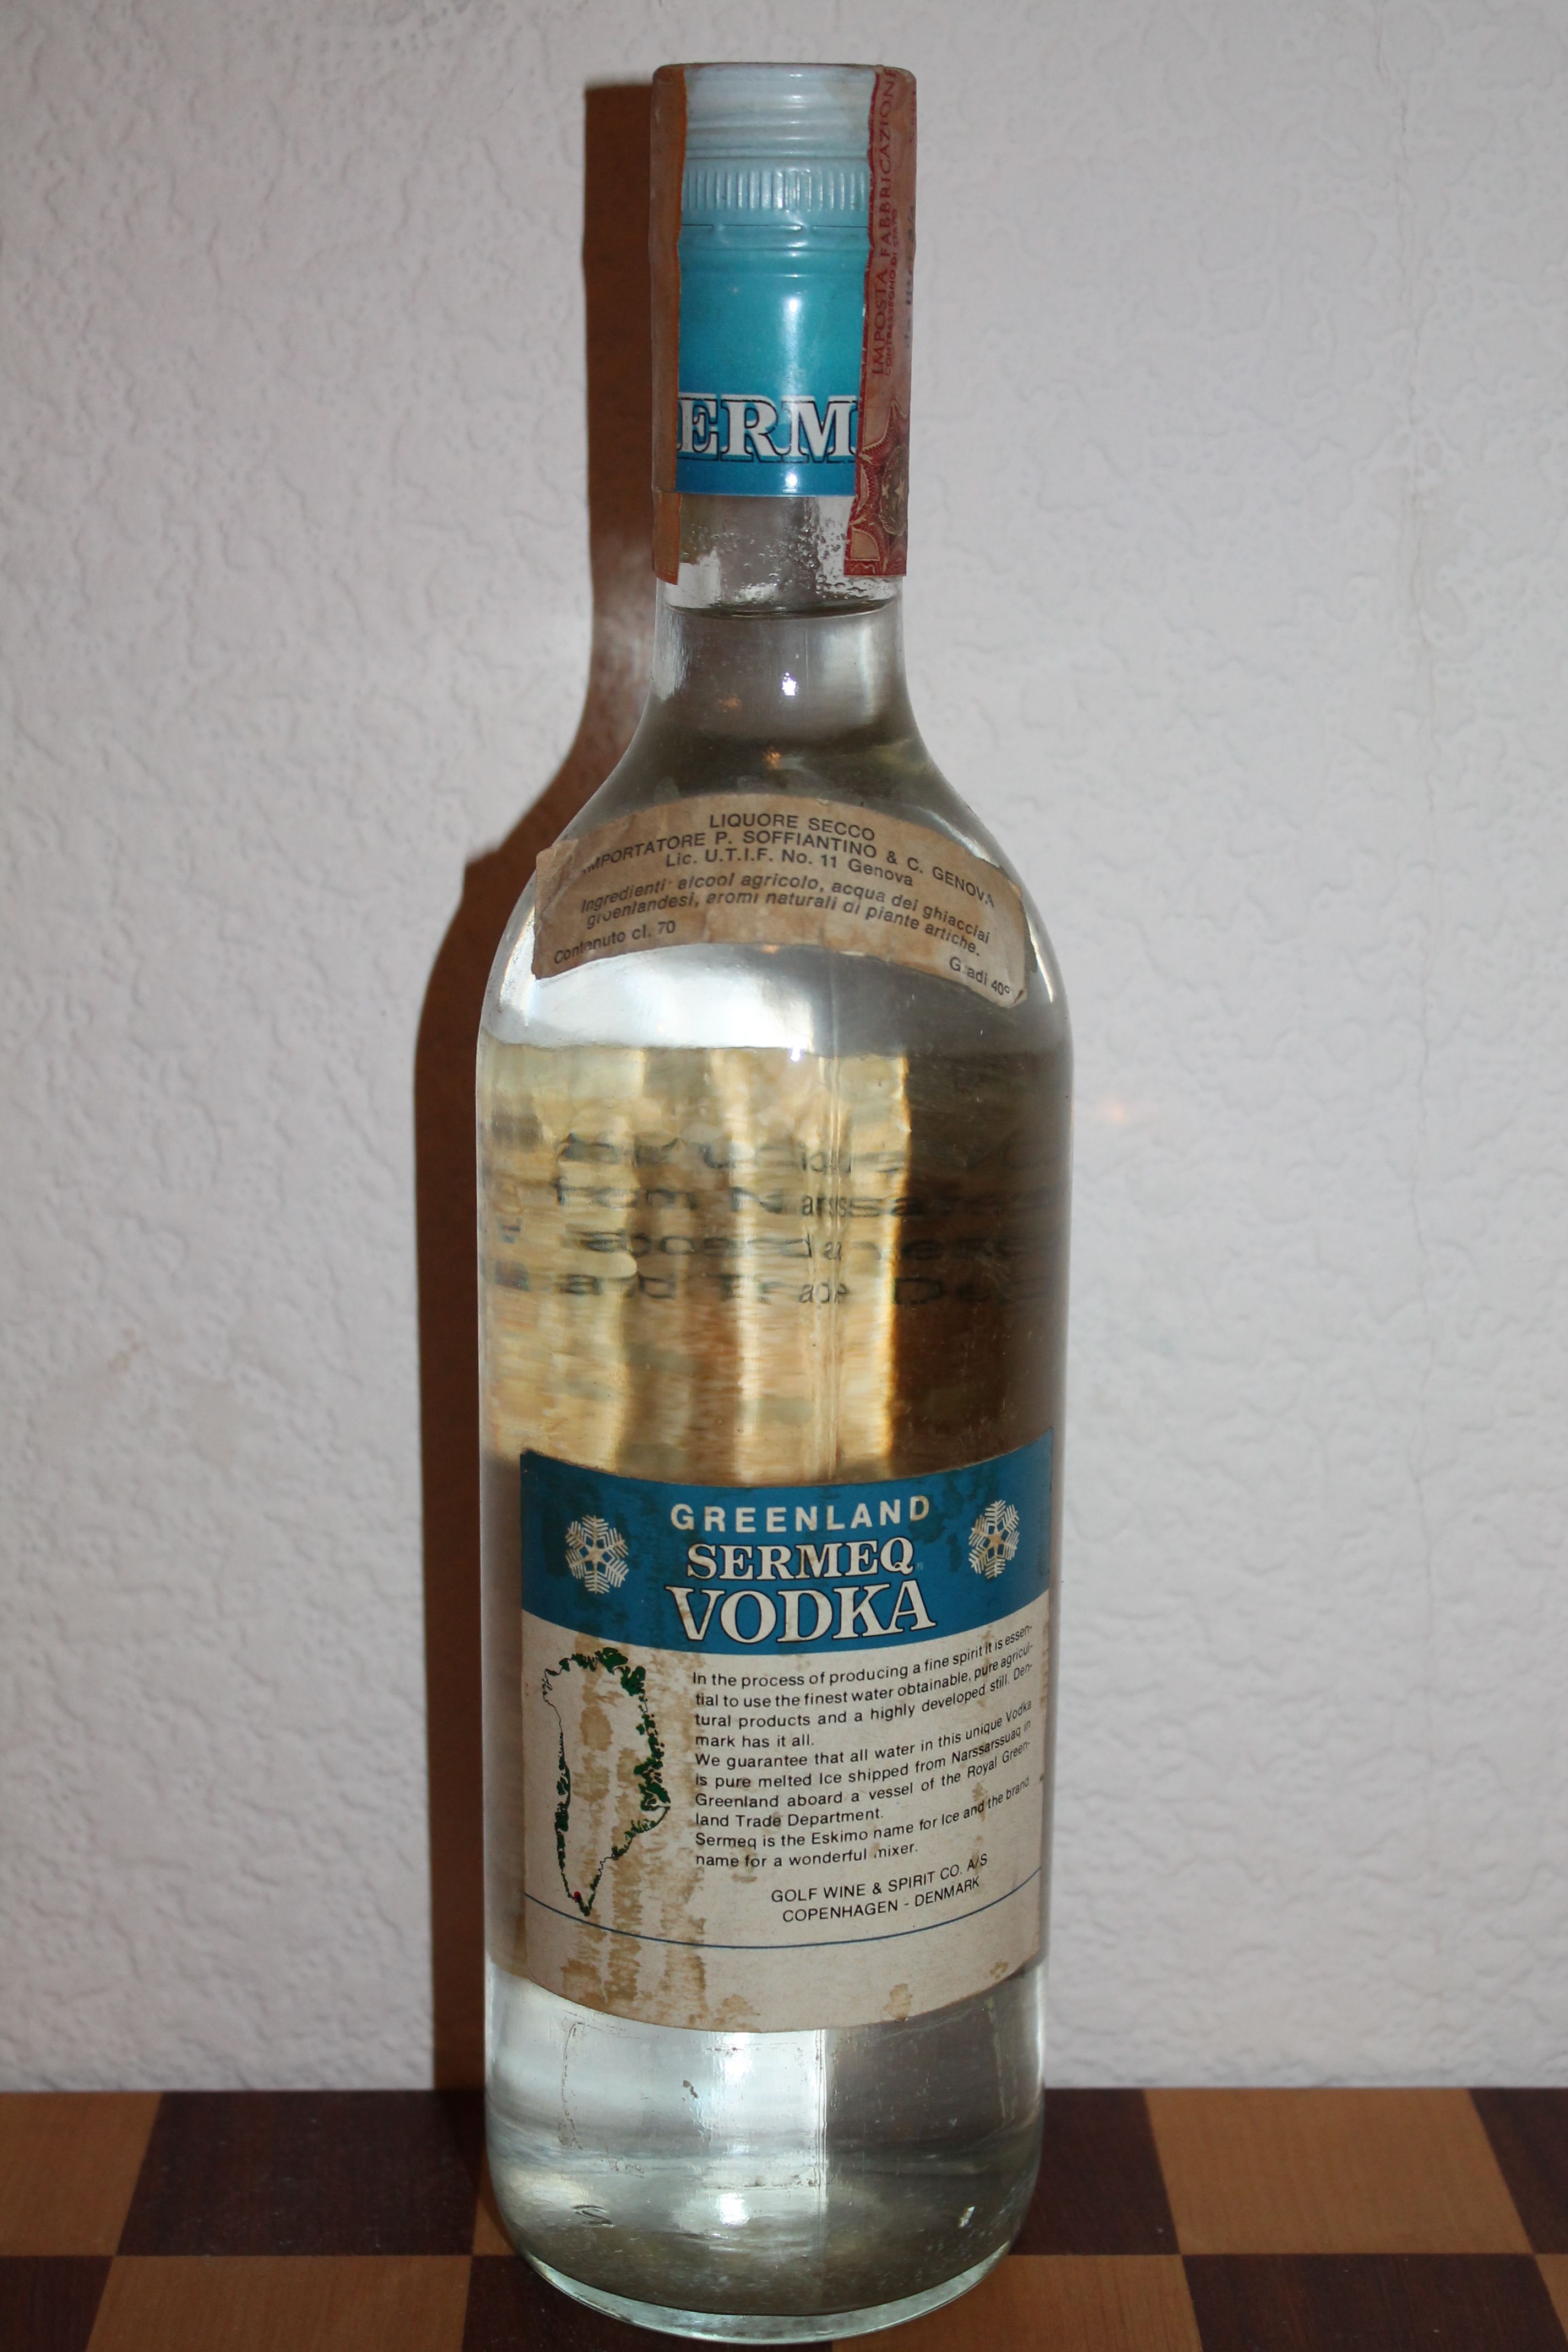 IMPOSTA FABBRICAZIONE
CONTRASSEGNO DI STATO
ERM
LIQUORE SECCO
IMPORTATORE P. SOFFIANTINO & C. GENOVA
Lic. U.T.I.F. No. 11 Genova
Ingredienti: alcool agricolo, acqua dei ghiacciai
groenlandesi, aromi naturali di piante artiche.
Contenuto cl. 70
Gradi 40°
GREENLAND
SERMEQ
VODKA
In the process of producing a fine spirit it is essen-
tial to use the finest water obtainable, pure agricul-
tural products and a highly developed still. Den-
mark has it all.
We guarantee that all water in this unique Vodka
is pure melted Ice shipped from Narssarssuaq in
Greenland aboard a vessel of the Royal Green-
land Trade Department.
Sermeq is the Eskimo name for Ice and the brand
name for a wonderful mixer.
GOLF WINE & SPIRIT CO. A/S
COPENHAGEN - DENMARK